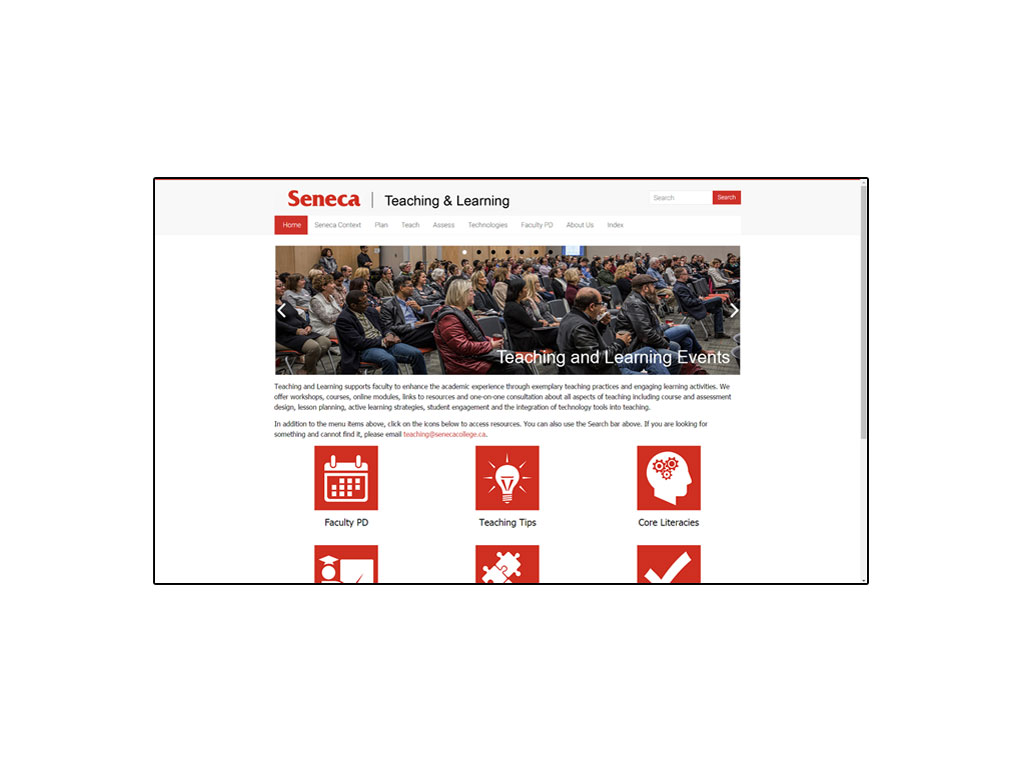 Seneca | Teaching & Learning
Search Search
Home Seneca Context Plan Teach Assess Technologies Faculty PD About Us Index
Teaching and Learning Events
Teaching and Learning supports faculty to enhance the academic experience through exemplary teaching practices and engaging learning activities. We
offer workshops, courses, online modules, links to resources and one-on-one consultation about all aspects of teaching including course and assessment
design, lesson planning, active learning strategies, student engagement and the integration of technology tools into teaching.
In addition to the menu items above, click on the icons below to access resources. You can also use the Search bar above. If you are looking for
something and cannot find it, please email teaching@senecacollege.ca.
Faculty PD Teaching Tips Core Literacies